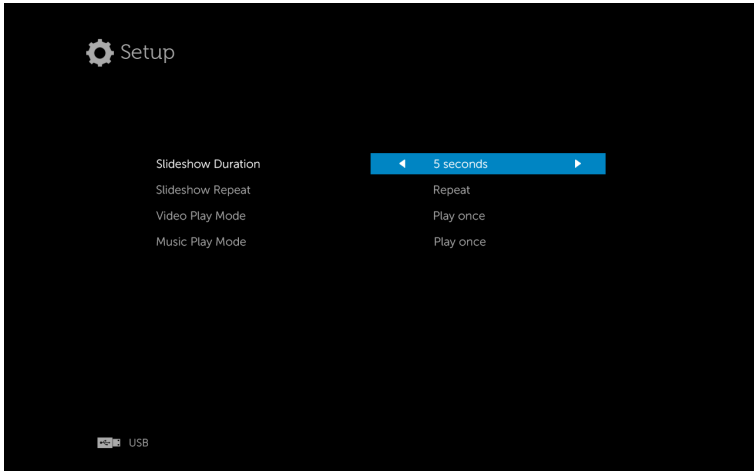 Setup
Slideshow Duration 5 seconds
Slideshow Repeat Repeat
Video Play Mode Play once
Music Play Mode Play once
USB